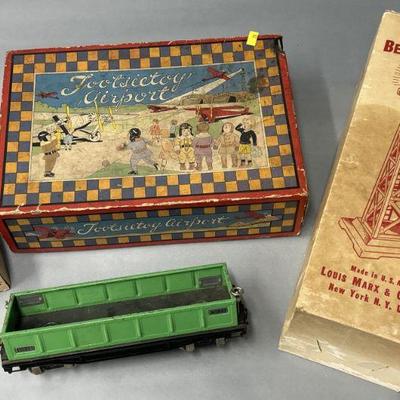 Tootsietoy
Airport
Tootsietoy Airport
BE
Made in U.S.A
LOUIS MARX & C
NEW YORK N.Y. U